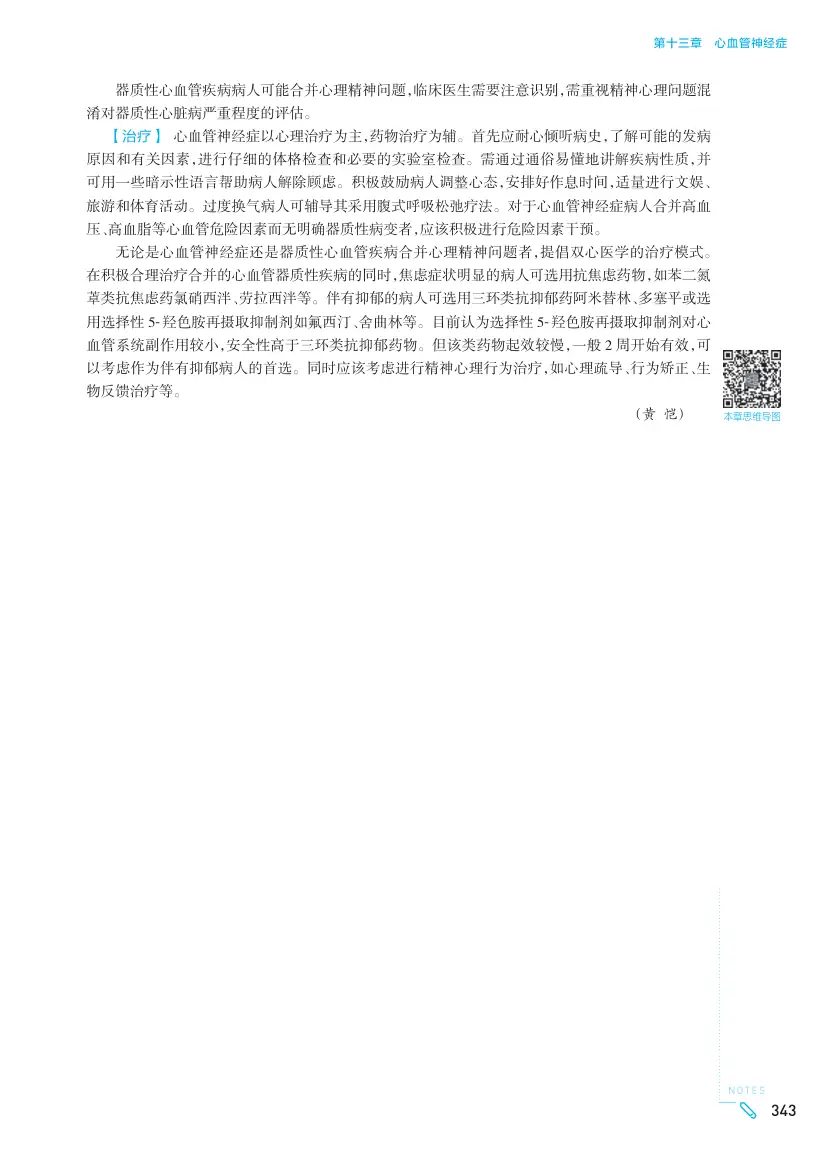 第十三章 心血管神经症
器质性心血管疾病病人可能合并心理精神问题,临床医生需要注意识别,需重视精神心理问题混
淆对器质性心脏病严重程度的评估。
【治疗】 心血管神经症以心理治疗为主,药物治疗为辅。首先应耐心倾听病史,了解可能的发病
原因和有关因素,进行仔细的体格检查和必要的实验室检查。需通过通俗易懂地讲解疾病性质,并
可用一些暗示性语言帮助病人解除顾虑。积极鼓励病人调整心态,安排好作息时间,适量进行文娱、
旅游和体育活动。过度换气病人可辅导其采用腹式呼吸松弛疗法。对于心血管神经症病人合并高血
压、高血脂等心血管危险因素而无明确器质性病变者,应该积极进行危险因素干预。
无论是心血管神经症还是器质性心血管疾病合并心理精神问题者,提倡双心医学的治疗模式。
在积极合理治疗合并的心血管器质性疾病的同时,焦虑症状明显的病人可选用抗焦虑药物,如苯二氮
䓬类抗焦虑药氯硝西泮、劳拉西泮等。伴有抑郁的病人可选用三环类抗抑郁药阿米替林、多塞平或选
用选择性 5- 羟色胺再摄取抑制剂如氟西汀、舍曲林等。目前认为选择性 5- 羟色胺再摄取抑制剂对心
血管系统副作用较小,安全性高于三环类抗抑郁药物。但该类药物起效较慢,一般 2 周开始有效,可
以考虑作为伴有抑郁病人的首选。同时应该考虑进行精神心理行为治疗,如心理疏导、行为矫正、生
物反馈治疗等。
(黄 恺)
本章思维导图
NOTES
343